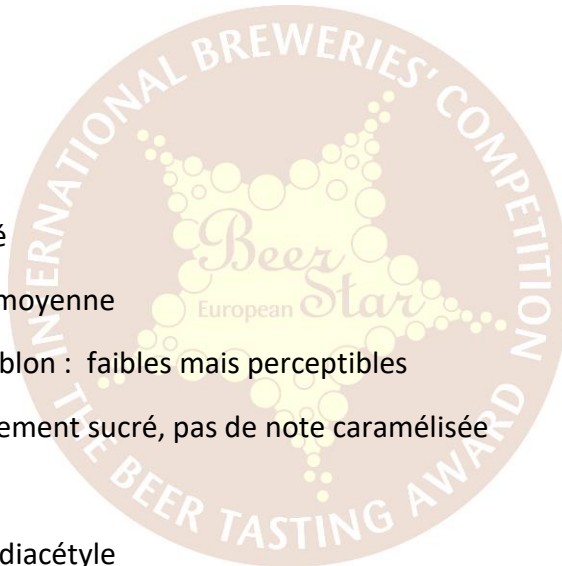 INTERNATIONAL BREWERIES' COMPETITION
é
moyenne
Beer
European Star
blon : faibles mais perceptibles
ement sucré, pas de note caramélisée
THE BEER TASTING AWARD
diacétyle